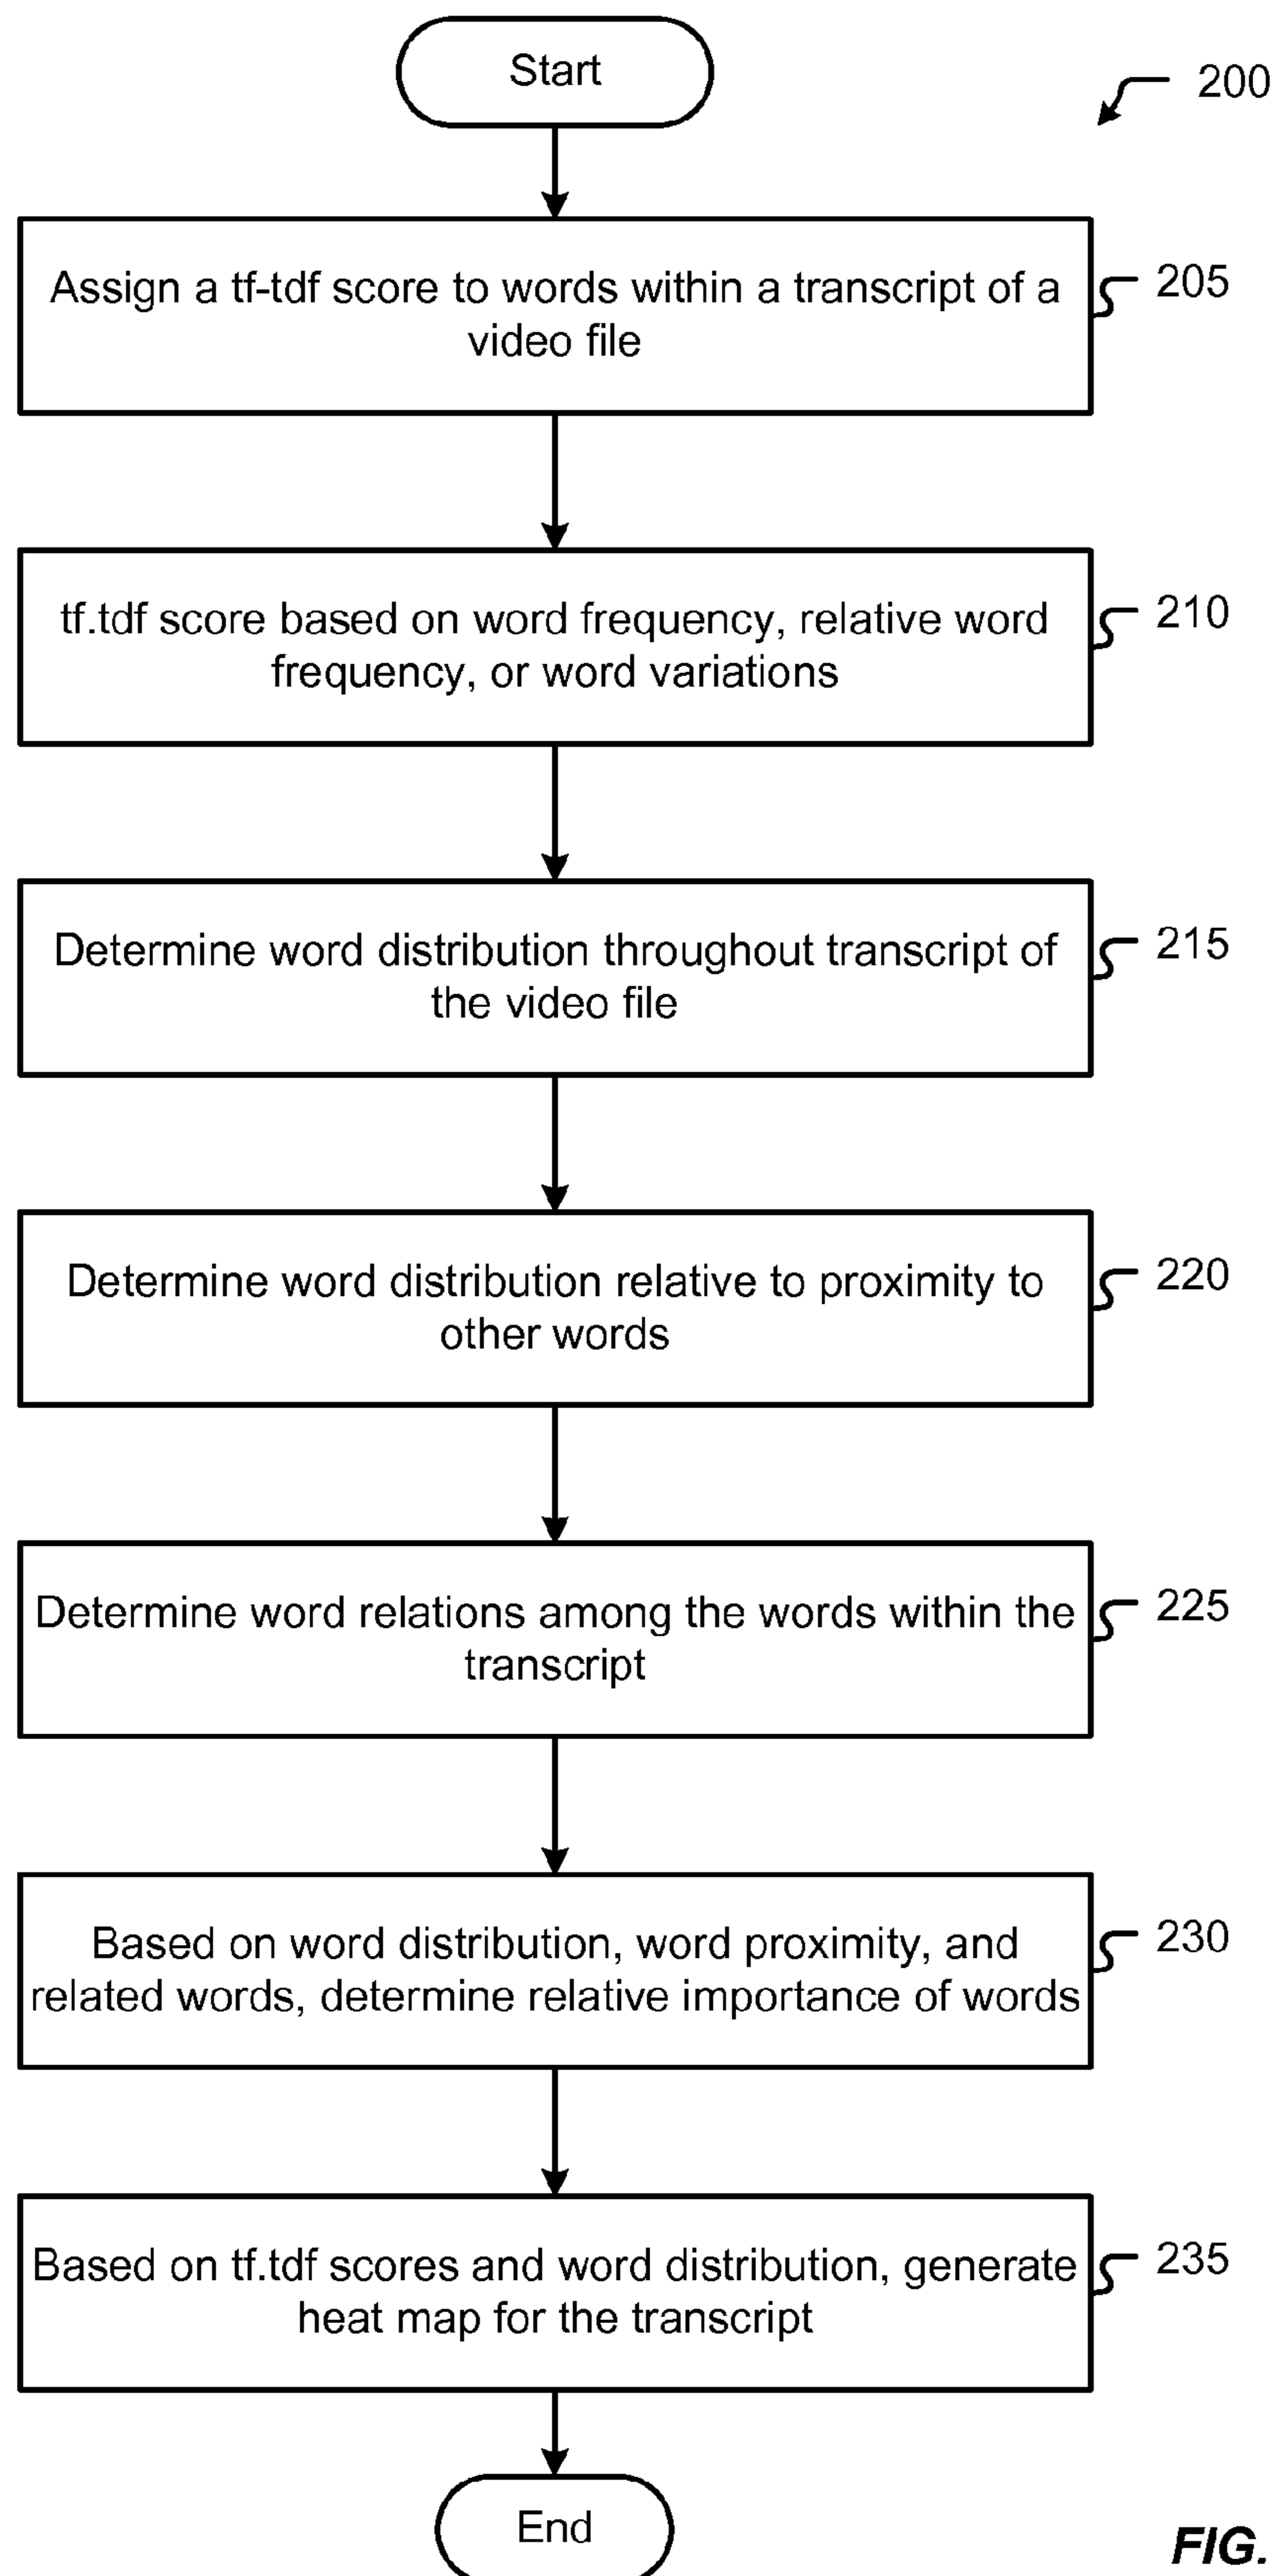 Start
200
Assign a tf-tdf score to words within a transcript of a
video file
205
tf.tdf score based on word frequency, relative word
frequency, or word variations
210
Determine word distribution throughout transcript of
the video file
215
Determine word distribution relative to proximity to
other words
220
Determine word relations among the words within the
transcript
225
Based on word distribution, word proximity, and
related words, determine relative importance of words
230
Based on tf.tdf scores and word distribution, generate
heat map for the transcript
235
End
FIG.